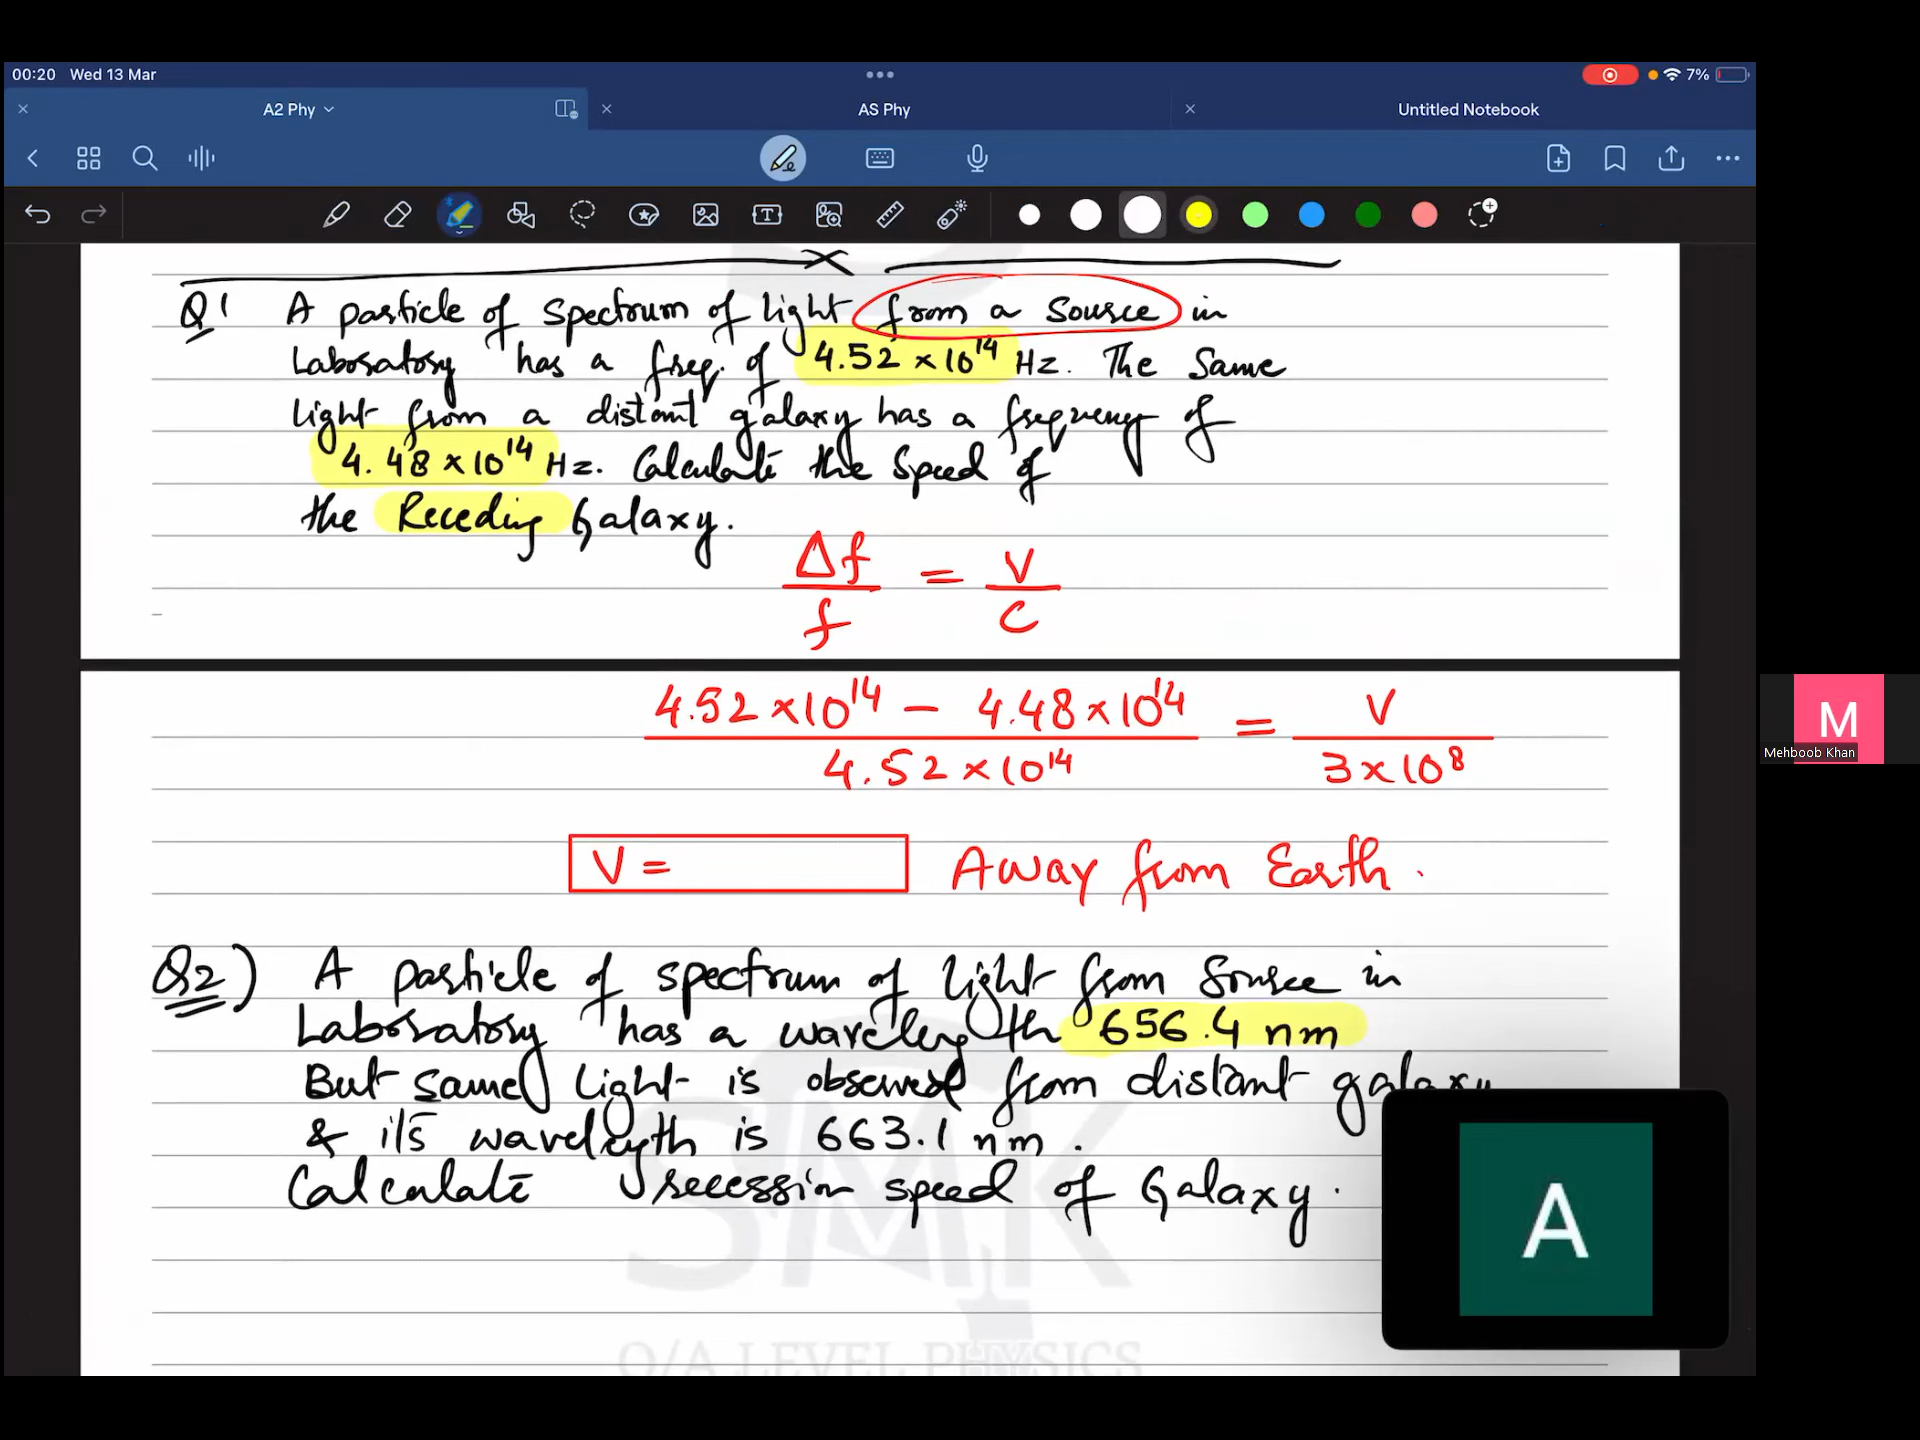 00:20 Wed 13 Mar
7%
A2 Phy
AS Phy
Untitled Notebook
Q1 A particle of spectrum of light from a source in
Laboratory has a freq. of 4.52 × 10^14 Hz. The same
light from a distant galaxy has a frequency of
4.48 × 10^14 Hz. Calculate the speed of
the Receding Galaxy.
Δf/f = V/C
(4.52 × 10^14 − 4.48 × 10^14)/(4.52 × 10^14) = V/(3 × 10^8)
M
Mehboob Khan
V = Away from Earth.
Q2) A particle of spectrum of light from source in
Laboratory has a wavelength 656.4 nm
But same light is observed from distant galaxy
& its wavelength is 663.1 nm.
Calculate recession speed of Galaxy.
A
SMK
O/A LEVEL PHYSICS